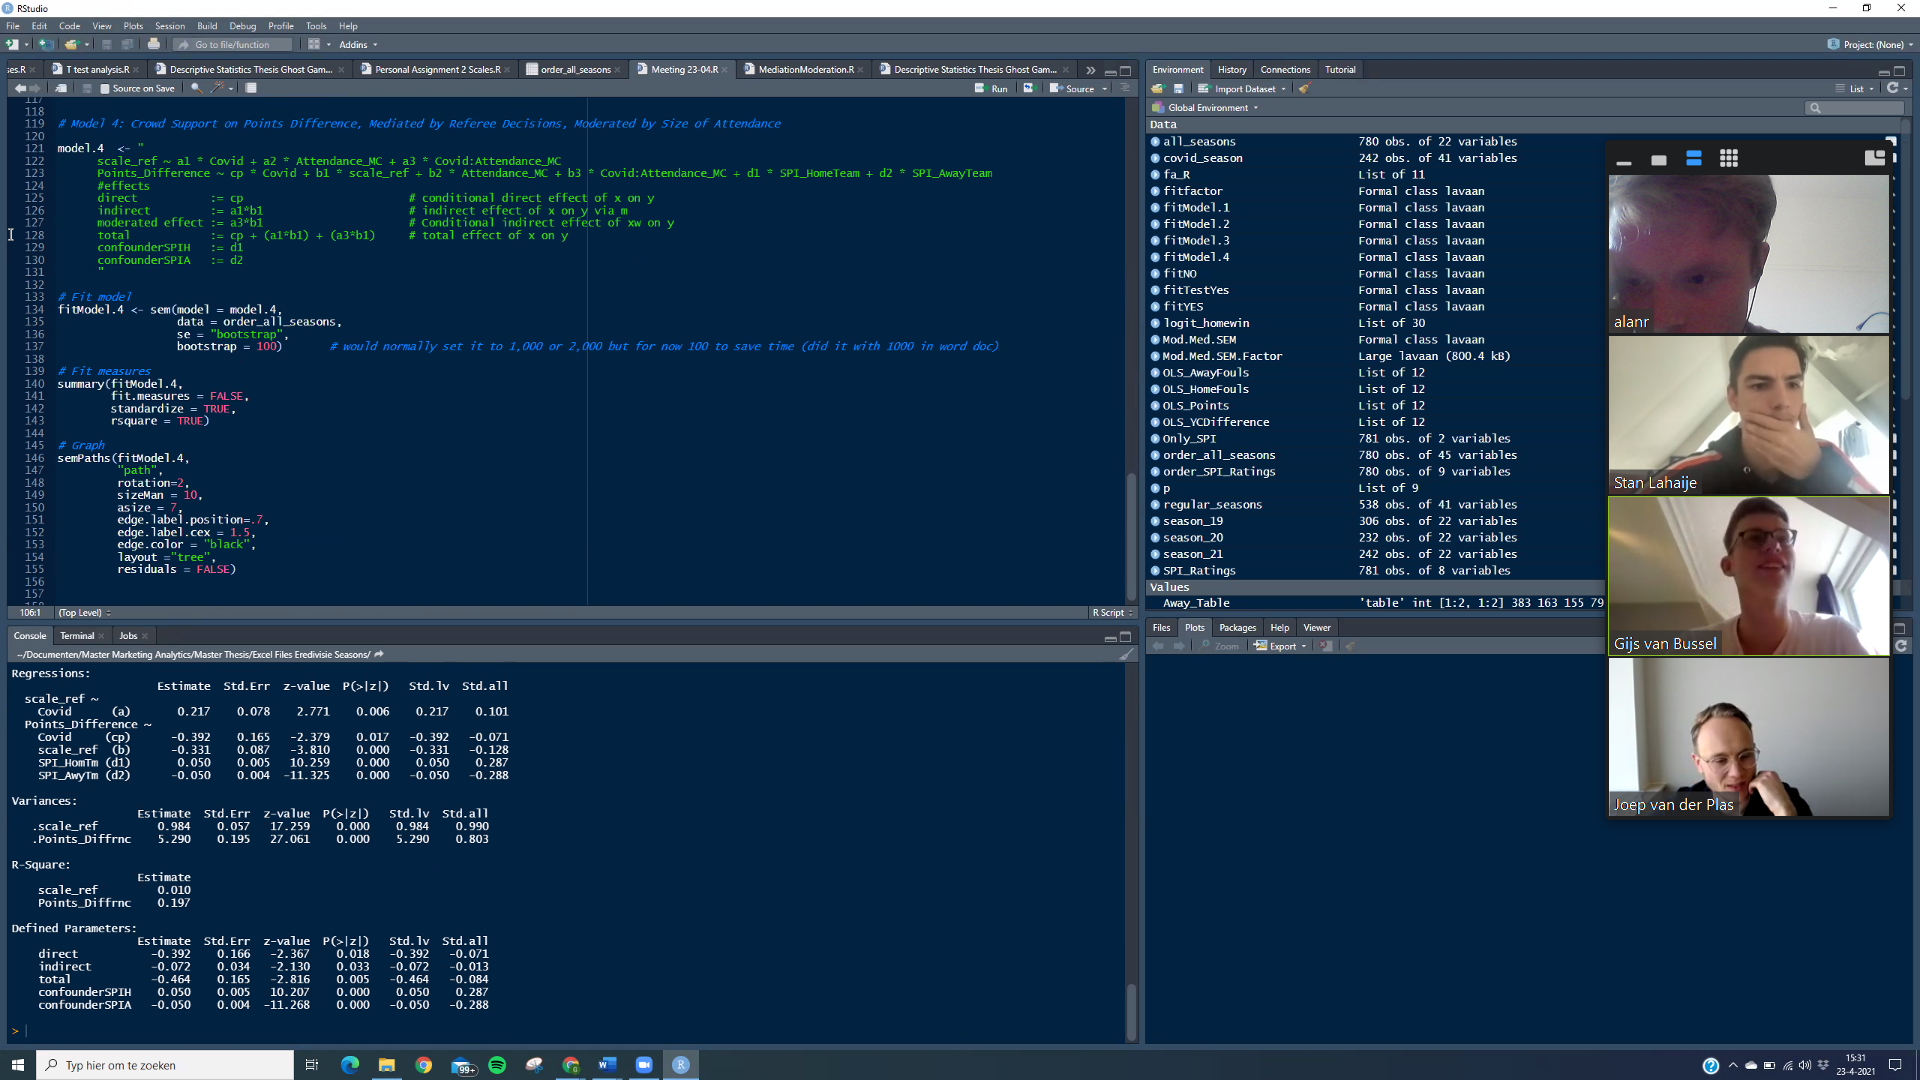 RStudio
File Edit Code View Plots Session Build Debug Profile Tools Help
Go to file/function Addins Project: (None)
ses.R T test analysis.R Descriptive Statistics Thesis Ghost Gam... Personal Assignment 2 Scales.R order_all_seasons Meeting 23-04.R MediationModeration.R Descriptive Statistics Thesis Ghost Gam...
Source on Save Run Source
117
118
119 # Model 4: Crowd Support on Points Difference, Mediated by Referee Decisions, Moderated by Size of Attendance
120
121 model.4 <- "
122 scale_ref ~ a1 * Covid + a2 * Attendance_MC + a3 * Covid:Attendance_MC
123 Points_Difference ~ cp * Covid + b1 * scale_ref + b2 * Attendance_MC + b3 * Covid:Attendance_MC + d1 * SPI_HomeTeam + d2 * SPI_AwayTeam
124 #effects
125 direct := cp # conditional direct effect of x on y
126 indirect := a1*b1 # indirect effect of x on y via m
127 moderated effect := a3*b1 # Conditional indirect effect of xw on y
128 total := cp + (a1*b1) + (a3*b1) # total effect of x on y
129 confounderSPIH := d1
130 confounderSPIA := d2
131 "
132
133 # Fit model
134 fitModel.4 <- sem(model = model.4,
135 data = order_all_seasons,
136 se = "bootstrap",
137 bootstrap = 100) # would normally set it to 1,000 or 2,000 but for now 100 to save time (did it with 1000 in word doc)
138
139 # Fit measures
140 summary(fitModel.4,
141 fit.measures = FALSE,
142 standardize = TRUE,
143 rsquare = TRUE)
144
145 # Graph
146 semPaths(fitModel.4,
147 "path",
148 rotation=2,
149 sizeMan = 10,
150 asize = 7,
151 edge.label.position=.7,
152 edge.label.cex = 1.5,
153 edge.color = "black",
154 layout ="tree",
155 residuals = FALSE)
156
157
106:1 (Top Level) R Script
Console Terminal Jobs
~/Documenten/Master Marketing Analytics/Master Thesis/Excel Files Eredivisie Seasons/
Regressions:
Estimate Std.Err z-value P(>|z|) Std.lv Std.all
scale_ref ~
Covid (a) 0.217 0.078 2.771 0.006 0.217 0.101
Points_Difference ~
Covid (cp) -0.392 0.165 -2.379 0.017 -0.392 -0.071
scale_ref (b) -0.331 0.087 -3.810 0.000 -0.331 -0.128
SPI_HomTm (d1) 0.050 0.005 10.259 0.000 0.050 0.287
SPI_AwyTm (d2) -0.050 0.004 -11.325 0.000 -0.050 -0.288
Variances:
Estimate Std.Err z-value P(>|z|) Std.lv Std.all
.scale_ref 0.984 0.057 17.259 0.000 0.984 0.990
.Points_Diffrnc 5.290 0.195 27.061 0.000 5.290 0.803
R-Square:
Estimate
scale_ref 0.010
Points_Diffrnc 0.197
Defined Parameters:
Estimate Std.Err z-value P(>|z|) Std.lv Std.all
direct -0.392 0.166 -2.367 0.018 -0.392 -0.071
indirect -0.072 0.034 -2.130 0.033 -0.072 -0.013
total -0.464 0.165 -2.816 0.005 -0.464 -0.084
confounderSPIH 0.050 0.005 10.207 0.000 0.050 0.287
confounderSPIA -0.050 0.004 -11.268 0.000 -0.050 -0.288
>
Environment History Connections Tutorial
Import Dataset List
Global Environment
Data
all_seasons 780 obs. of 22 variables
covid_season 242 obs. of 41 variables
fa_R List of 11
fitfactor Formal class lavaan
fitModel.1 Formal class lavaan
fitModel.2 Formal class lavaan
fitModel.3 Formal class lavaan
fitModel.4 Formal class lavaan
fitNO Formal class lavaan
fitTestYes Formal class lavaan
fitYES Formal class lavaan
logit_homewin List of 30
Mod.Med.SEM Formal class lavaan
Mod.Med.SEM.Factor Large lavaan (800.4 kB)
OLS_AwayFouls List of 12
OLS_HomeFouls List of 12
OLS_Points List of 12
OLS_YCDifference List of 12
Only_SPI 781 obs. of 2 variables
order_all_seasons 780 obs. of 45 variables
order_SPI_Ratings 780 obs. of 9 variables
p List of 9
regular_seasons 538 obs. of 41 variables
season_19 306 obs. of 22 variables
season_20 232 obs. of 22 variables
season_21 242 obs. of 22 variables
SPI_Ratings 781 obs. of 8 variables
Values
Away_Table 'table' int [1:2, 1:2] 383 163 155 79
Files Plots Packages Help Viewer
Zoom Export
alanr
Stan Lahaije
Gijs van Bussel
Joep van der Plas
Typ hier om te zoeken
99+
15:31
23-4-2021